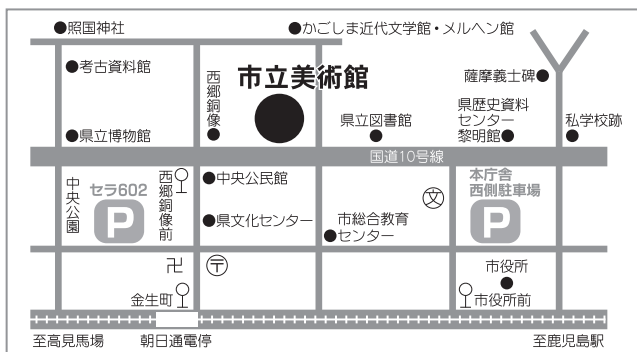 照国神社
かごしま近代文学館・メルヘン館
考古資料館
西郷銅像
市立美術館
薩摩義士碑
県立博物館
県立図書館
県歴史資料
センター
黎明館
私学校跡
国道10号線
中央公園
セラ602
P
西郷銅像前
中央公民館
県文化センター
市総合教育
センター
文
本庁舎
西側駐車場
P
卍
〒
金生町
市役所
市役所前
至高見馬場
朝日通電停
至鹿児島駅